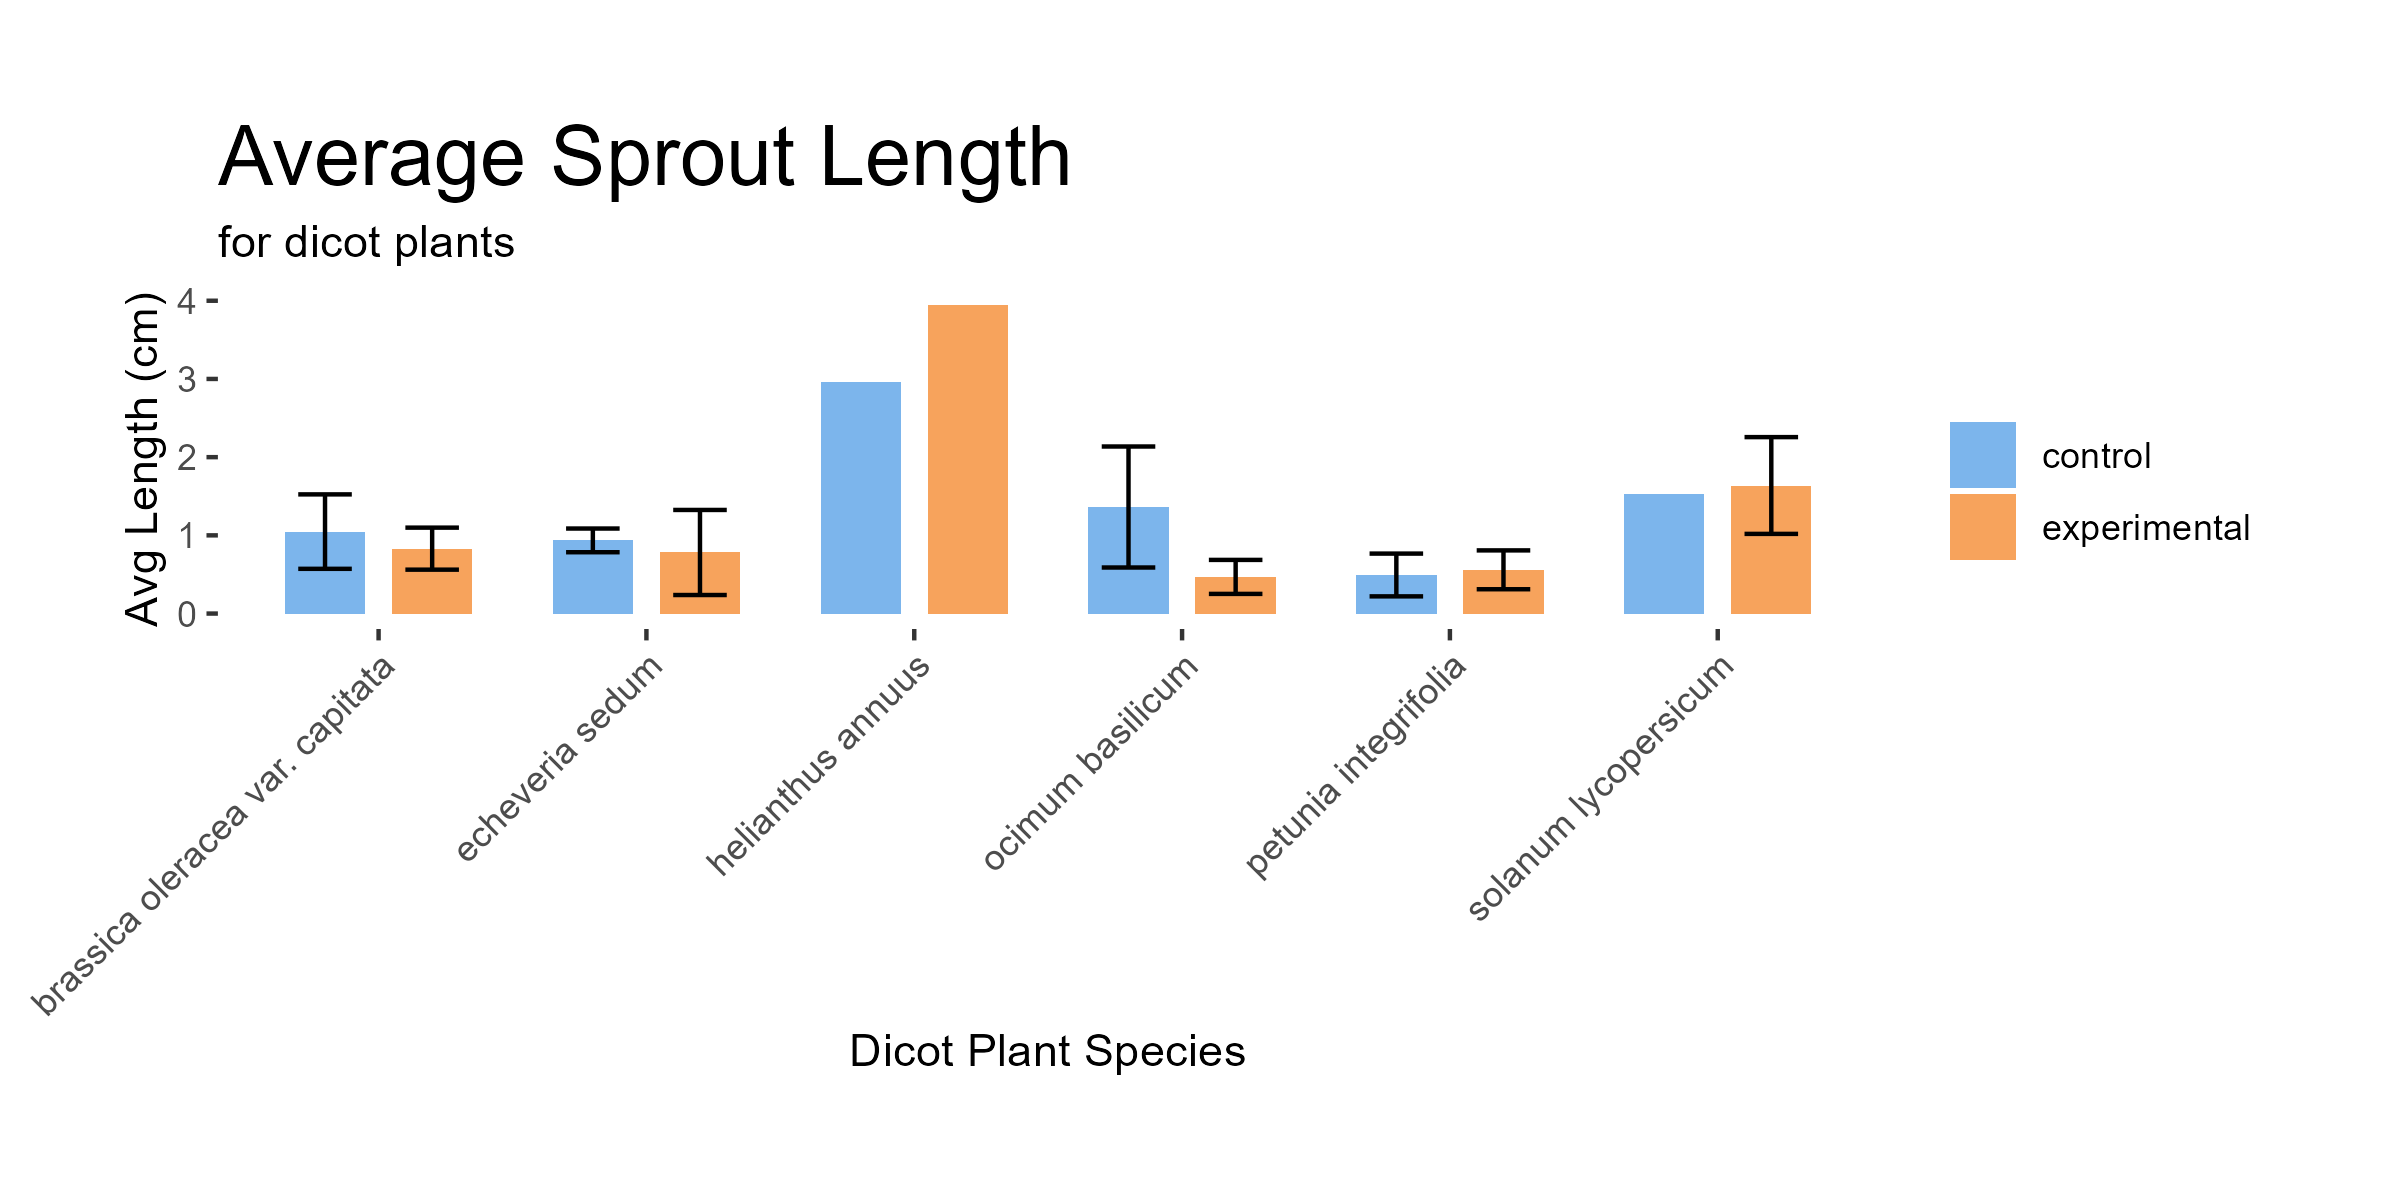 Average Sprout Length
for dicot plants
Avg Length (cm)
4
3
2
1
0
brassica oleracea var. capitata
echeveria sedum
helianthus annuus
ocimum basilicum
petunia integrifolia
solanum lycopersicum
Dicot Plant Species
control
experimental